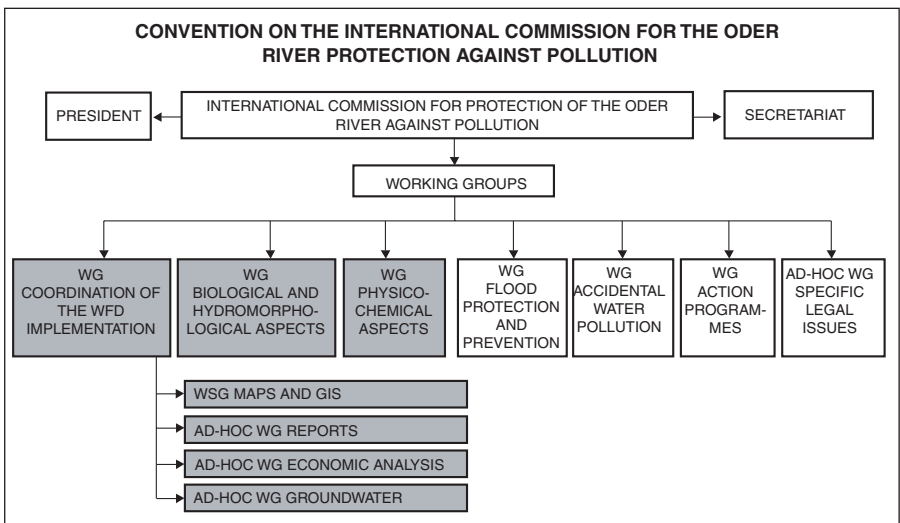 CONVENTION ON THE INTERNATIONAL COMMISSION FOR THE ODER
RIVER PROTECTION AGAINST POLLUTION
PRESIDENT
INTERNATIONAL COMMISSION FOR PROTECTION OF THE ODER
RIVER AGAINST POLLUTION
SECRETARIAT
WORKING GROUPS
WG
COORDINATION OF
THE WFD
IMPLEMENTATION
WG
BIOLOGICAL AND
HYDROMORPHO-
LOGICAL ASPECTS
WG
PHYSICO-
CHEMICAL
ASPECTS
WG
FLOOD
PROTECTION
AND
PREVENTION
WG
ACCIDENTAL
WATER
POLLUTION
WG
ACTION
PROGRAM-
MES
AD-HOC WG
SPECIFIC
LEGAL
ISSUES
WSG MAPS AND GIS
AD-HOC WG REPORTS
AD-HOC WG ECONOMIC ANALYSIS
AD-HOC WG GROUNDWATER